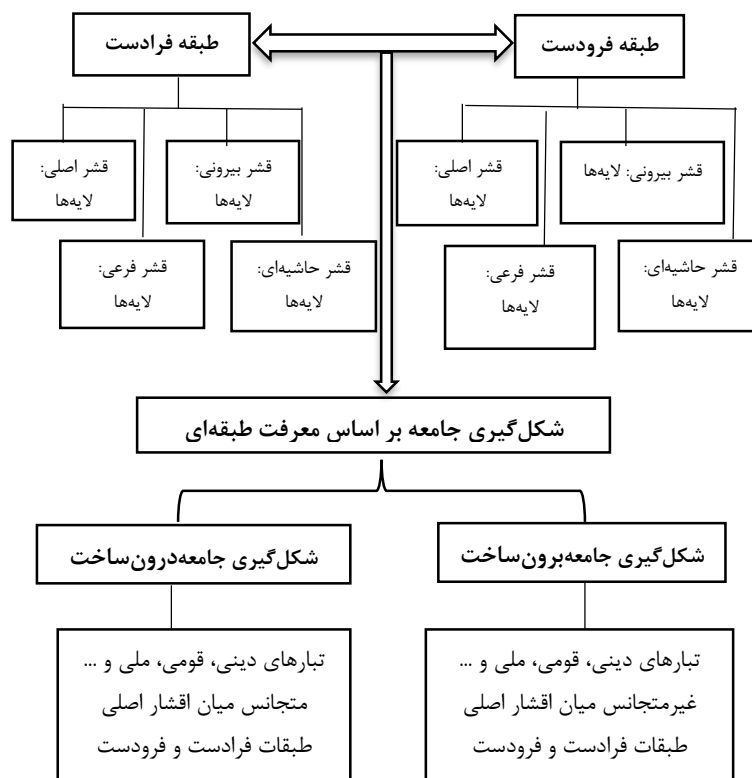 طبقه فرودست
طبقه فرادست
قشر اصلی:
لایه‌ها
قشر بیرونی: لایه‌ها
قشر فرعی:
لایه‌ها
قشر حاشیه‌ای:
لایه‌ها
قشر اصلی:
لایه‌ها
قشر بیرونی:
لایه‌ها
قشر فرعی:
لایه‌ها
قشر حاشیه‌ای:
لایه‌ها
شکل‌گیری جامعه بر اساس معرفت طبقه‌ای
شکل‌گیری جامعه‌برون‌ساخت
شکل‌گیری جامعه‌درون‌ساخت
تبارهای دینی، قومی، ملی و ...
غیرمتجانس میان اقشار اصلی
طبقات فرادست و فرودست
تبارهای دینی، قومی، ملی و ...
متجانس میان اقشار اصلی
طبقات فرادست و فرودست